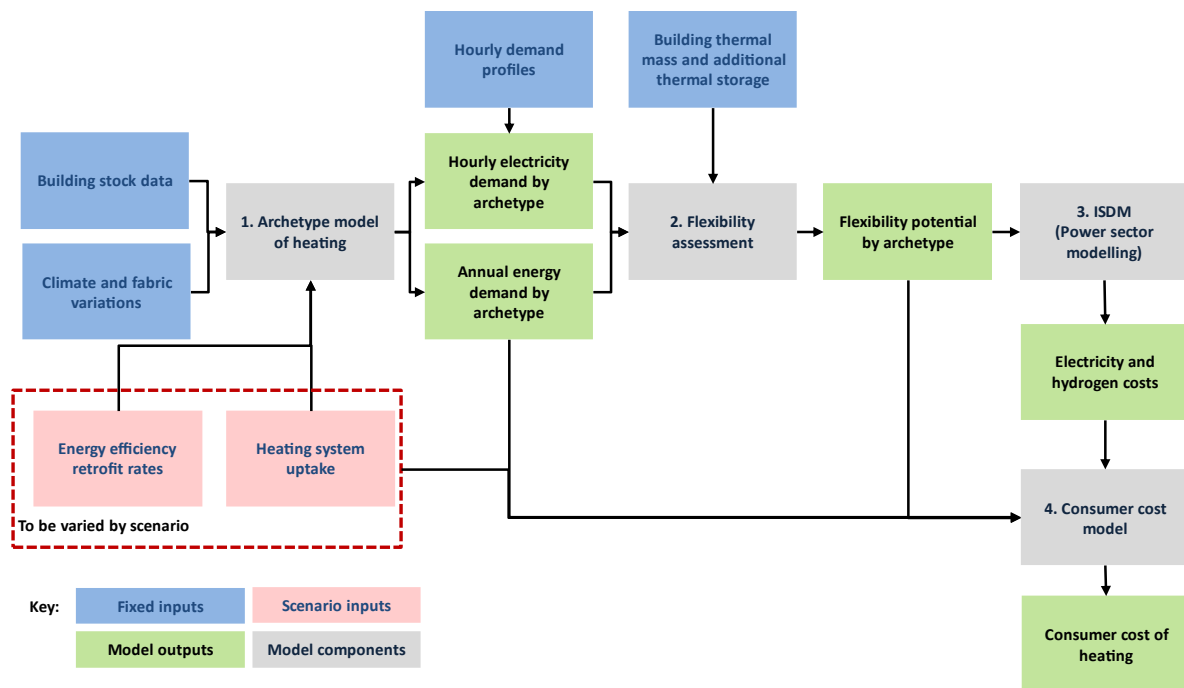 Hourly demand
profiles
Building thermal
mass and additional
thermal storage
Building stock data
Climate and fabric
variations
1. Archetype model
of heating
Hourly electricity
demand by
archetype
Annual energy
demand by
archetype
2. Flexibility
assessment
Flexibility potential
by archetype
3. ISDM
(Power sector
modelling)
Electricity and
hydrogen costs
Energy efficiency
retrofit rates
Heating system
uptake
To be varied by scenario
4. Consumer cost
model
Consumer cost of
heating
Key:
Fixed inputs
Scenario inputs
Model outputs
Model components